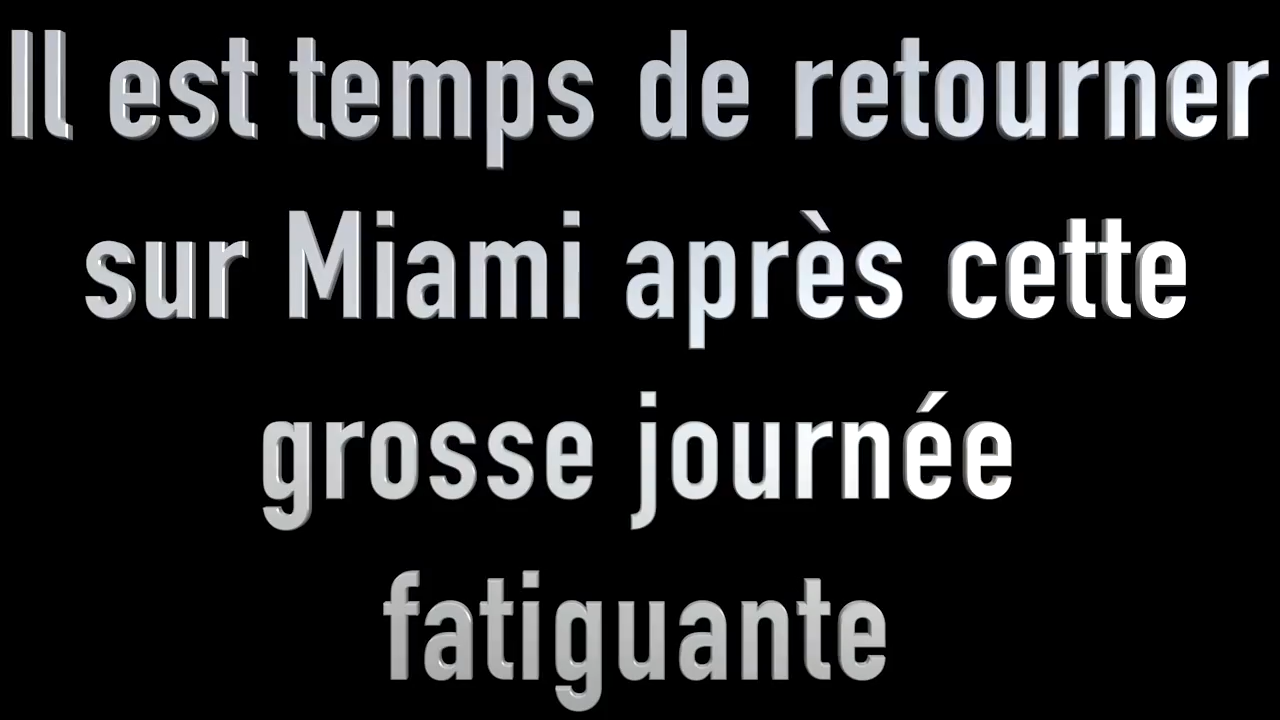 Il est temps de retourner
sur Miami après cette
grosse journée
fatiguante